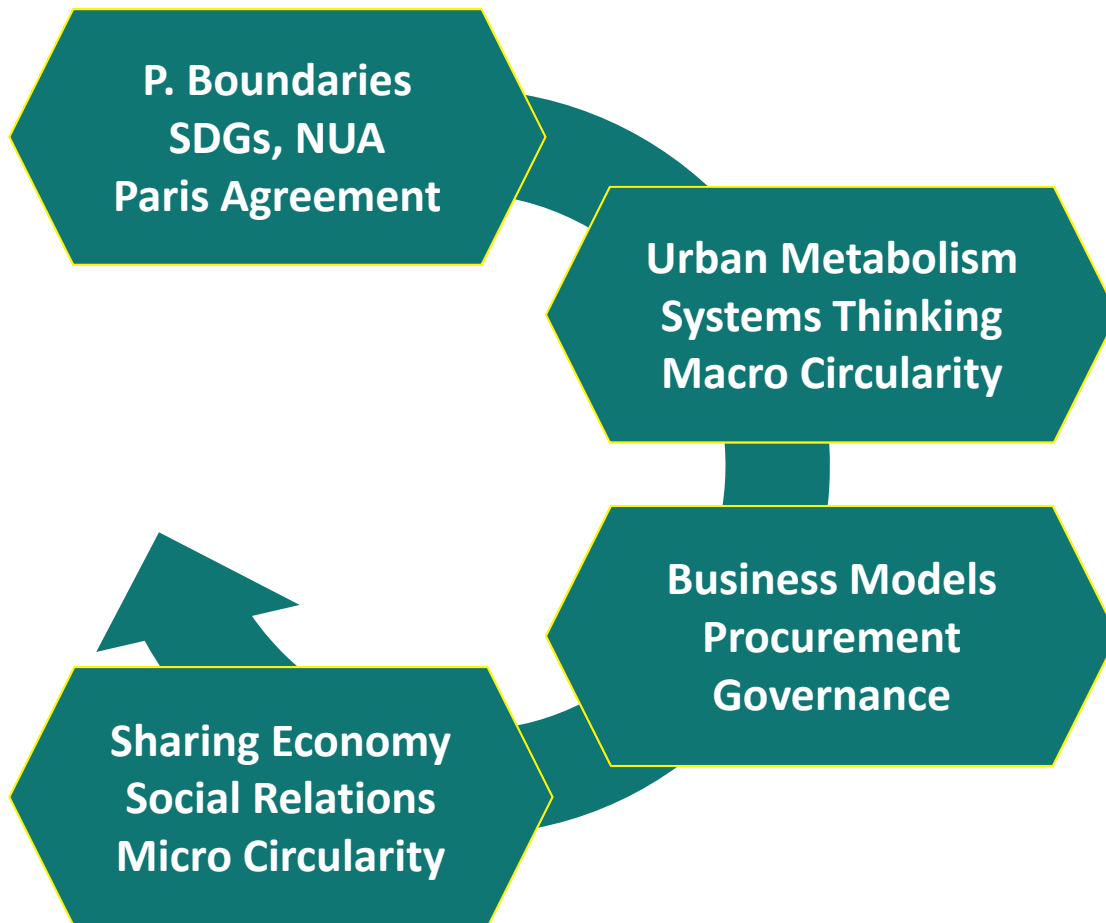 P. Boundaries
SDGs, NUA
Paris Agreement
Urban Metabolism
Systems Thinking
Macro Circularity
Business Models
Procurement
Governance
Sharing Economy
Social Relations
Micro Circularity